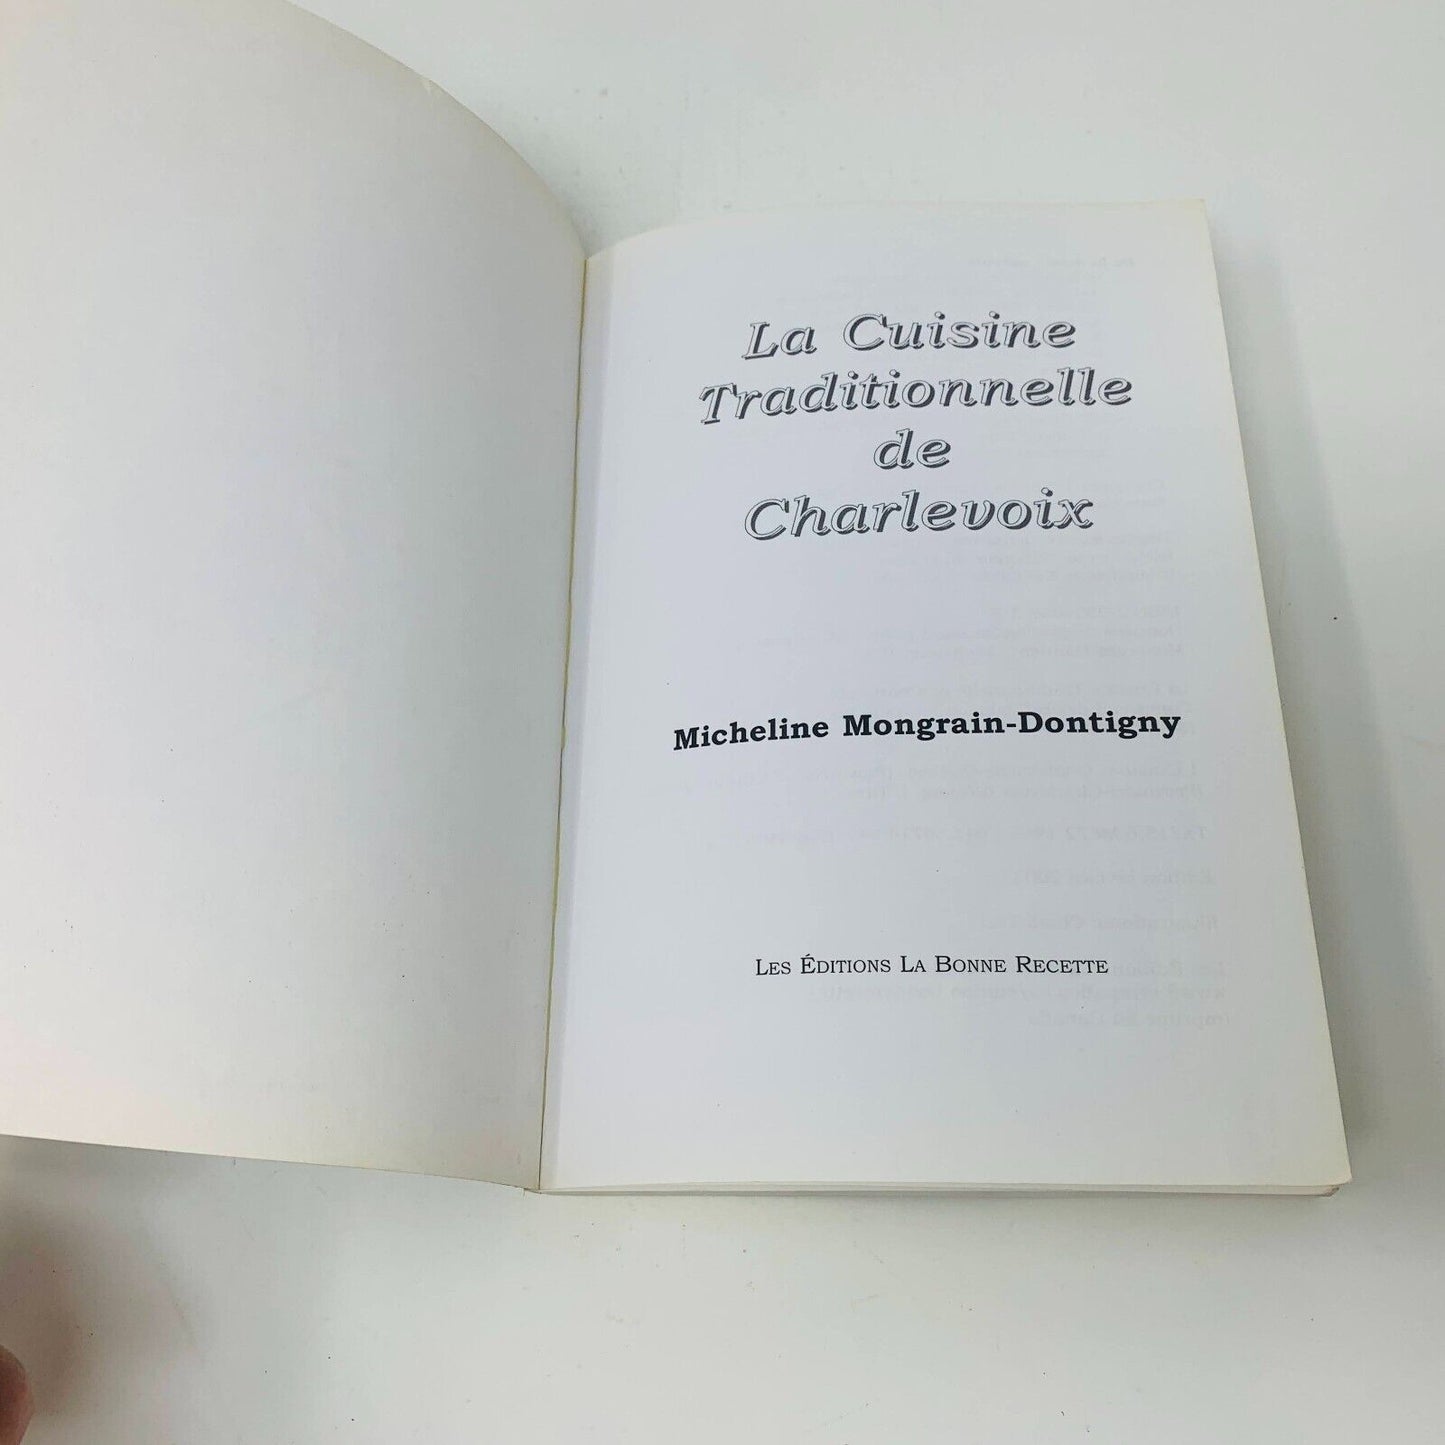 La Cuisine
Traditionnelle
de
Charlevoix
Micheline Mongrain-Dontigny
Les Éditions La Bonne Recette